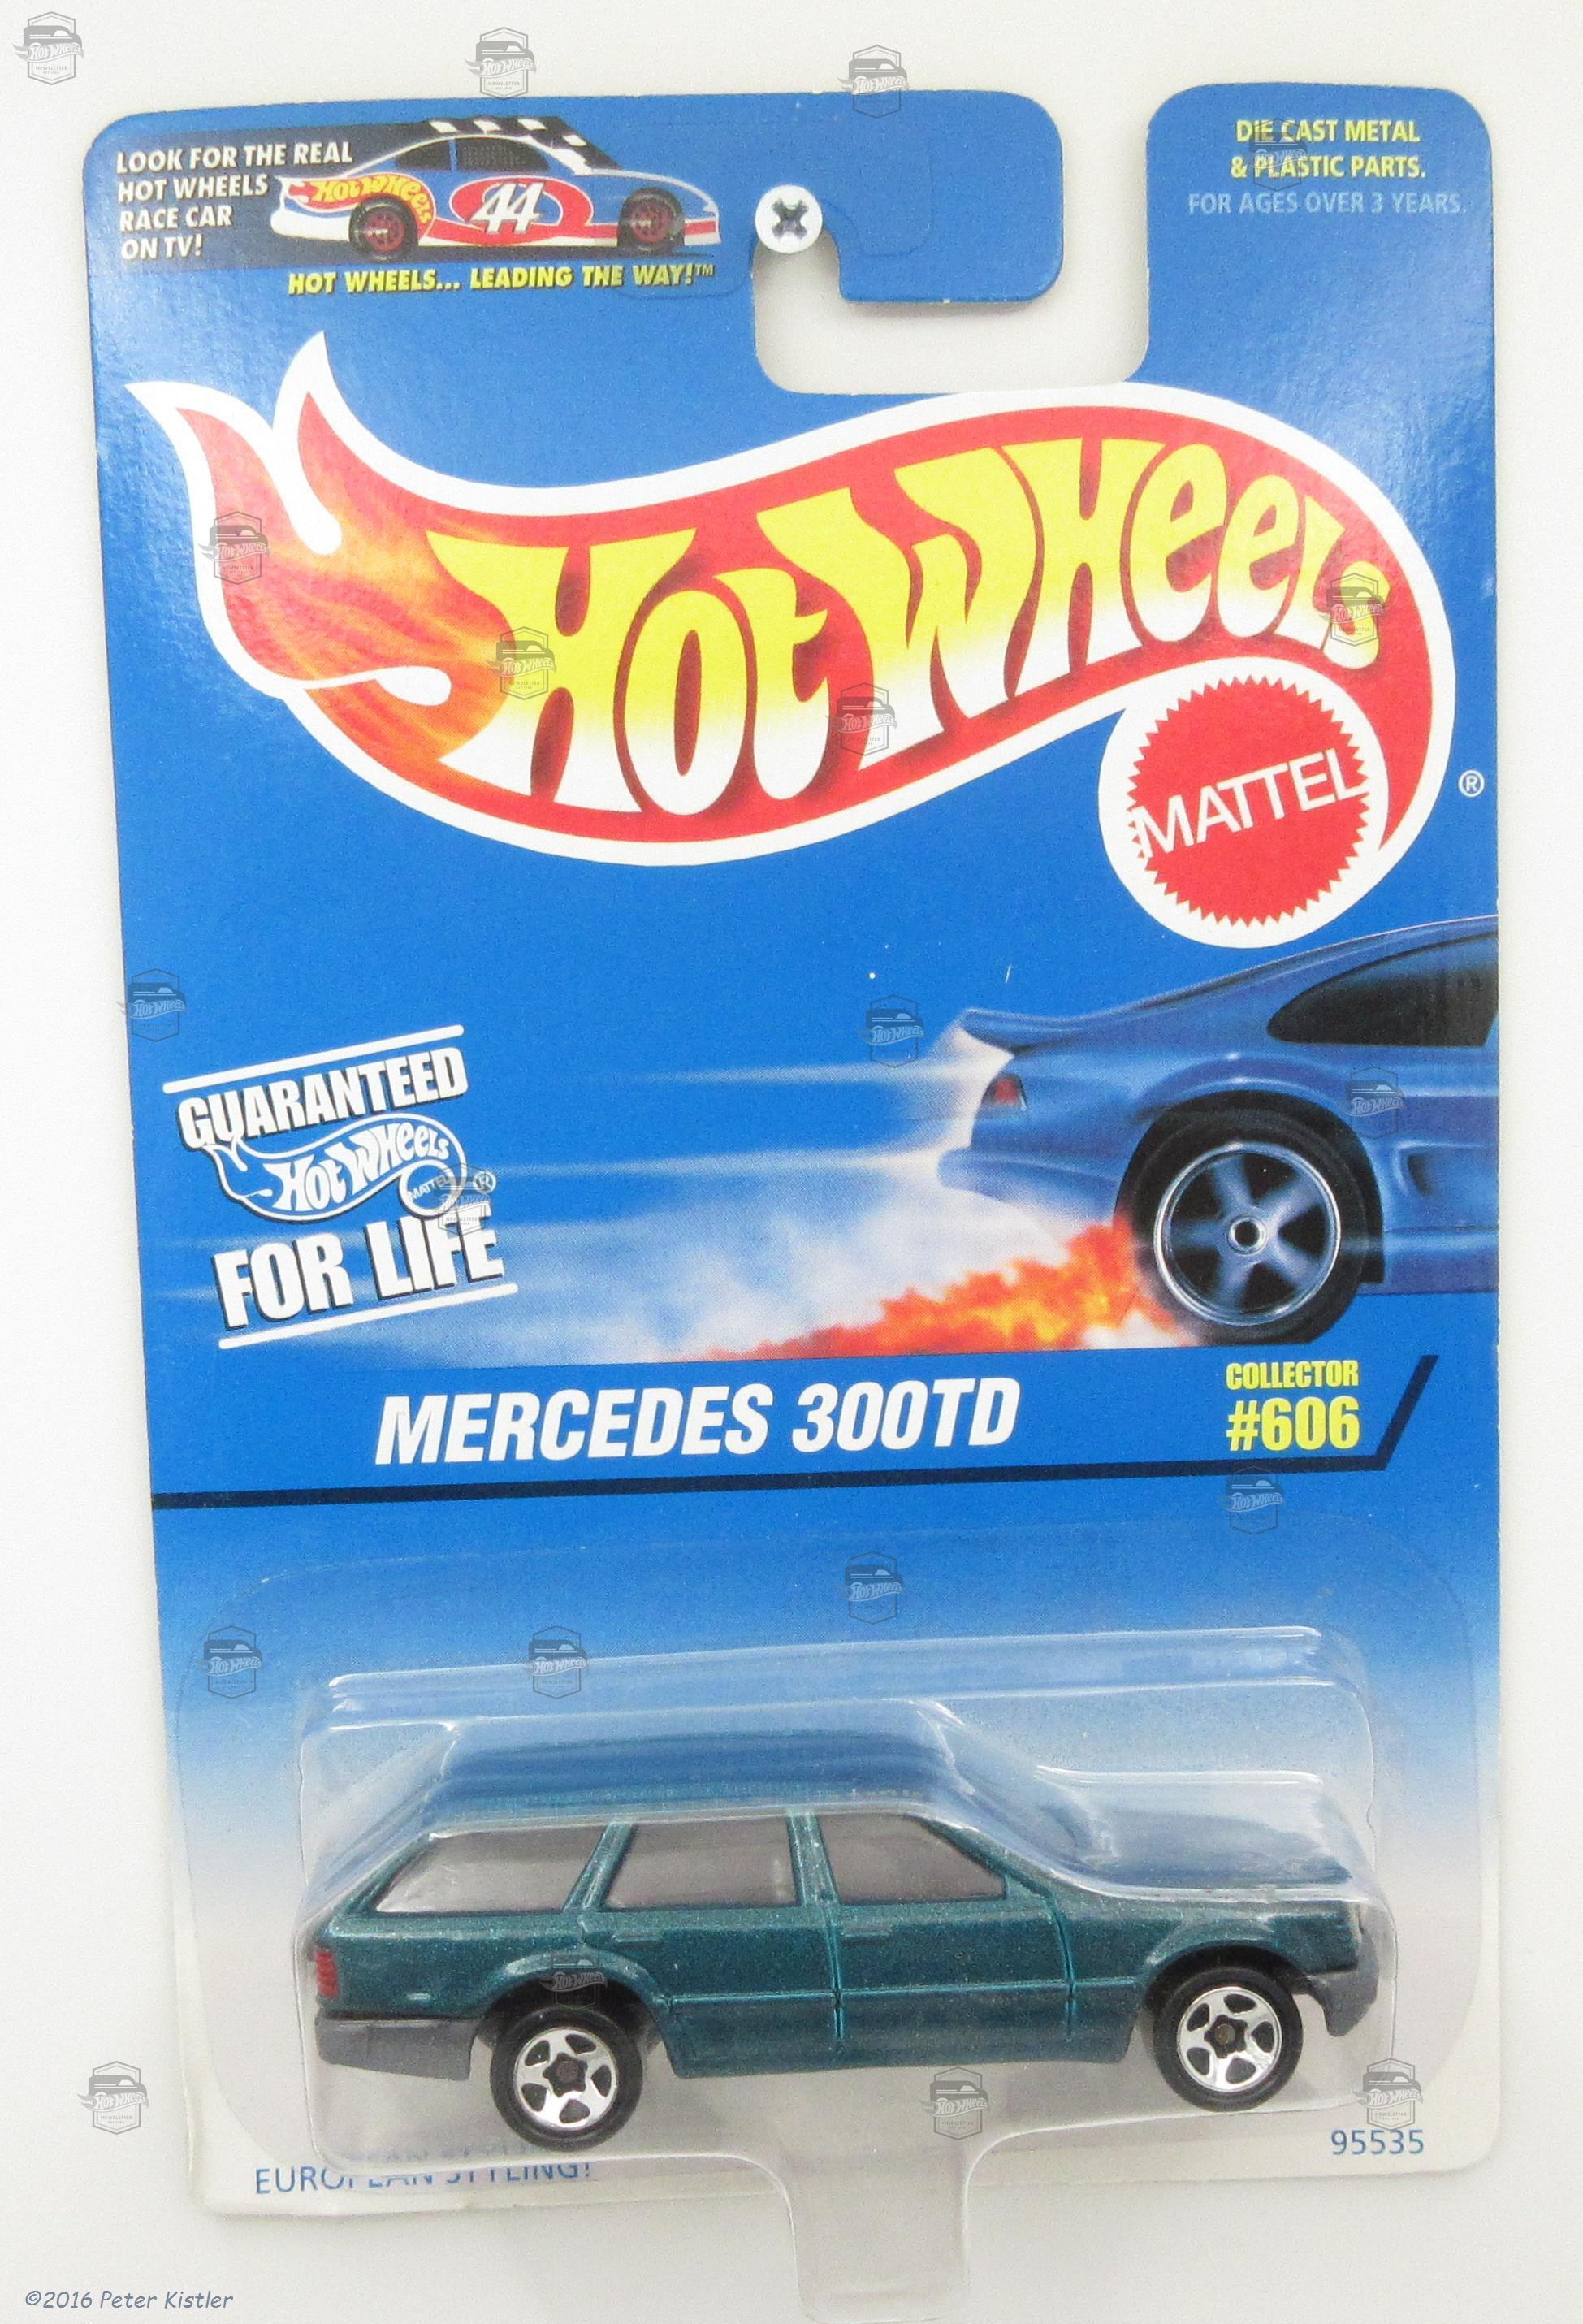 LOOK FOR THE REAL
HOT WHEELS
RACE CAR
ON TV!
Hot Wheels
44
HOT WHEELS... LEADING THE WAY!™
DIE CAST METAL
& PLASTIC PARTS.
FOR AGES OVER 3 YEARS.
Hot Wheels
MATTEL
®
GUARANTEED
Hot Wheels
MATTEL
®
FOR LIFE
MERCEDES 300TD
COLLECTOR
#606
EUROPEAN STYLING!
95535
©2016 Peter Kistler